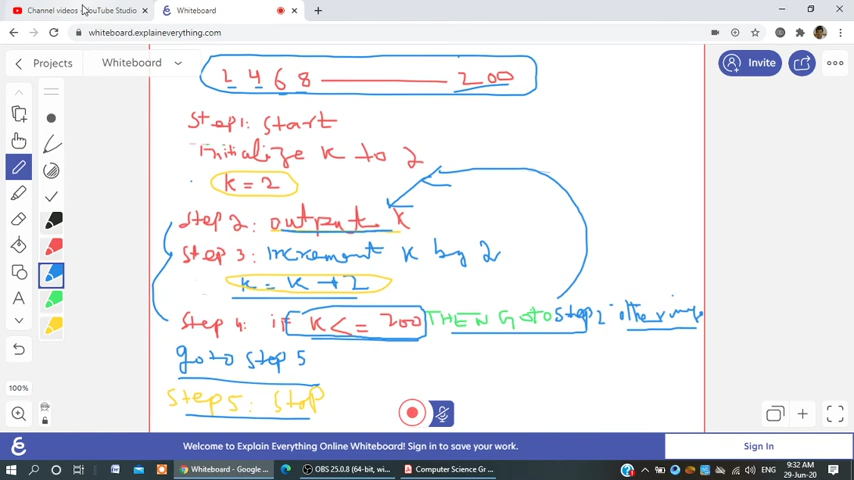 Channel videos - YouTube Studio
Whiteboard
whiteboard.explaineverything.com
Projects
Whiteboard
Invite
2 4 6 8 200
Step 1: Start
Initialize K to 2
K = 2
Step 2: output K
Step 3: increment K by 2
K = K + 2
Step 4: if K <= 200 THEN Goto Step 2 otherwise
goto step 5
Step 5: Stop
100%
Welcome to Explain Everything Online Whiteboard! Sign in to save your work.
Sign In
Whiteboard - Google ...
OBS 25.0.8 (64-bit, wi...
Computer Science Gr ...
ENG
9:32 AM
29-Jun-20